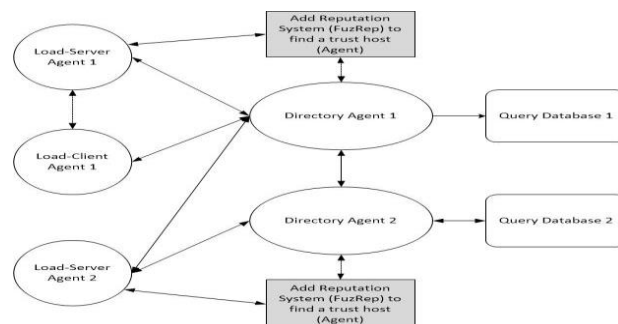 Add Reputation
System (FuzRep) to
find a trust host
(Agent)
Load-Server
Agent 1
Directory Agent 1
Query Database 1
Load-Client
Agent 1
Directory Agent 2
Query Database 2
Load-Server
Agent 2
Add Reputation
System (FuzRep) to
find a trust host
(Agent)